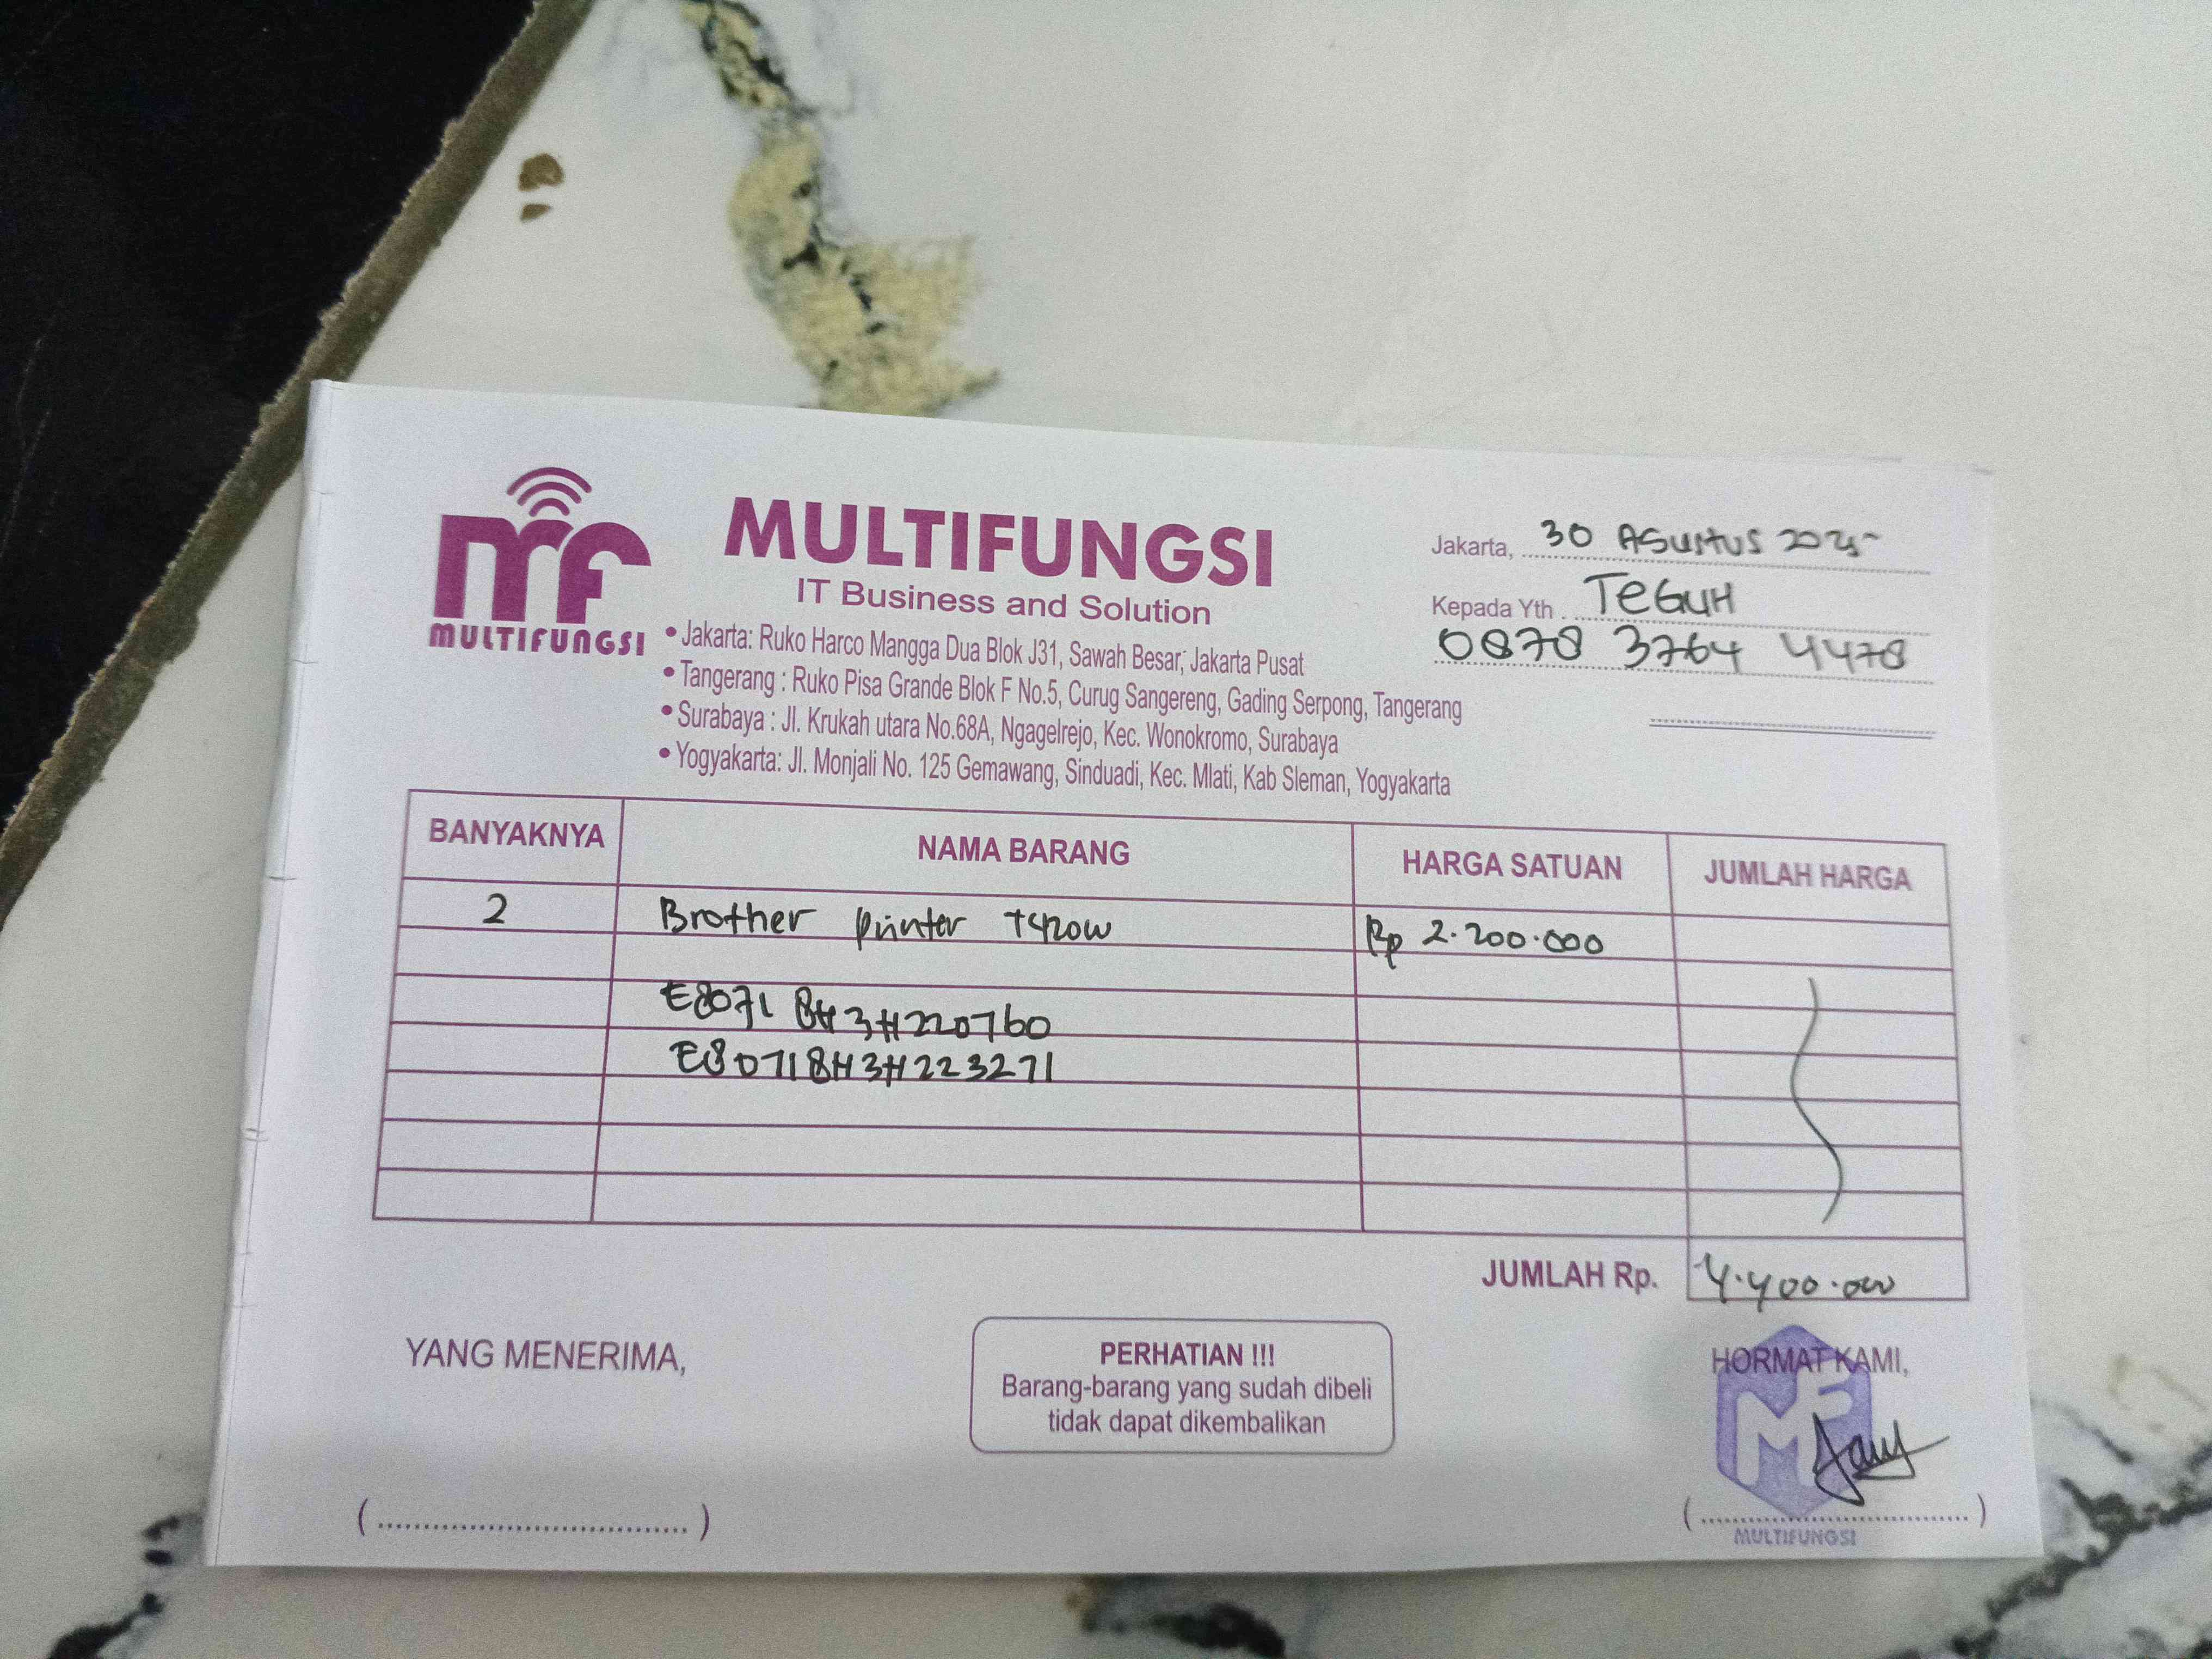 MULTIFUNGSI
MULTIFUNGSI
IT Business and Solution
• Jakarta: Ruko Harco Mangga Dua Blok J31, Sawah Besar, Jakarta Pusat
• Tangerang : Ruko Pisa Grande Blok F No.5, Curug Sangereng, Gading Serpong, Tangerang
• Surabaya : Jl. Krukah utara No.68A, Ngagelrejo, Kec. Wonokromo, Surabaya
• Yogyakarta: Jl. Monjali No. 125 Gemawang, Sinduadi, Kec. Mlati, Kab Sleman, Yogyakarta
Jakarta, 30 AGUSTUS 2025
Kepada Yth. TEGUH
0878 3764 4478
BANYAKNYA NAMA BARANG HARGA SATUAN JUMLAH HARGA
2 Brother printer T420W Rp 2.200.000
E8071 8H3H220760
E80718H3H223271
JUMLAH Rp. 4.400.000
YANG MENERIMA,
PERHATIAN !!!
Barang-barang yang sudah dibeli
tidak dapat dikembalikan
HORMAT KAMI,
MF
MULTIFUNGSI